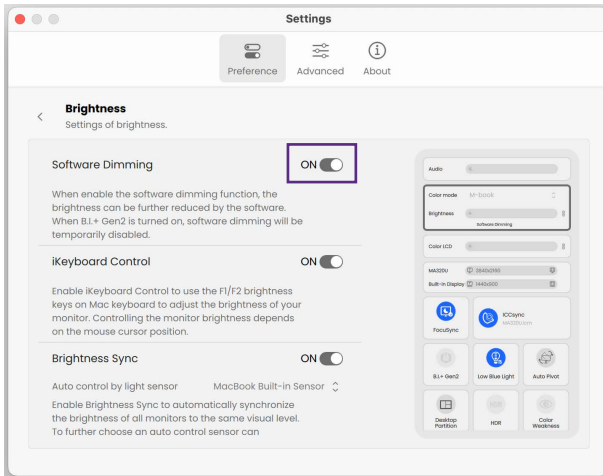 Settings
Preference
Advanced
About
Brightness
Settings of brightness.
Software Dimming
ON
When enable the software dimming function, the
brightness can be further reduced by the software.
When B.I.+ Gen2 is turned on, software dimming will be
temporarily disabled.
iKeyboard Control
ON
Enable iKeyboard Control to use the F1/F2 brightness
keys on Mac keyboard to adjust the brightness of your
monitor. Controlling the monitor brightness depends
on the mouse cursor position.
Brightness Sync
ON
Auto control by light sensor
MacBook Built-in Sensor
Enable Brightness Sync to automatically synchronize
the brightness of all monitors to the same visual level.
To further choose an auto control sensor can
Audio
Color mode
M-book
Brightness
Software Dimming
Color LCD
MA320U
3840x2160
Built-in Display
1440x900
FocuSync
ICCsync
B.I.+ Gen2
Low Blue Light
Auto Pivot
Desktop
Partition
HDR
Color
Weakness